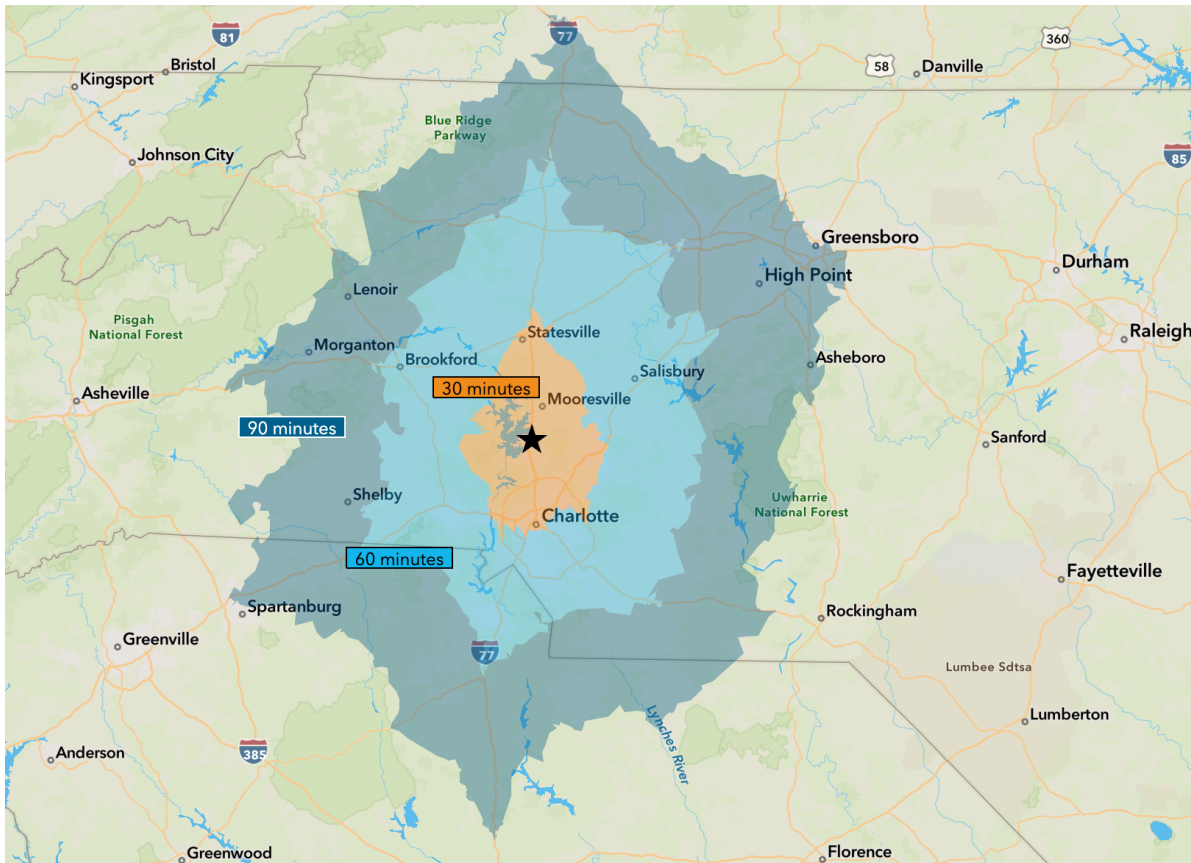 81
77
360
Bristol
58
Danville
Kingsport
Blue Ridge
Parkway
Johnson City
85
Greensboro
Durham
High Point
Lenoir
Pisgah
National Forest
Statesville
Raleigh
Morganton
Brookford
Asheboro
Salisbury
30 minutes
Asheville
Mooresville
90 minutes
Sanford
Shelby
Uwharrie
National Forest
Charlotte
60 minutes
Fayetteville
Spartanburg
Rockingham
Greenville
77
Lumbee Sdtsa
Lynches River
Lumberton
Anderson
385
Greenwood
Florence